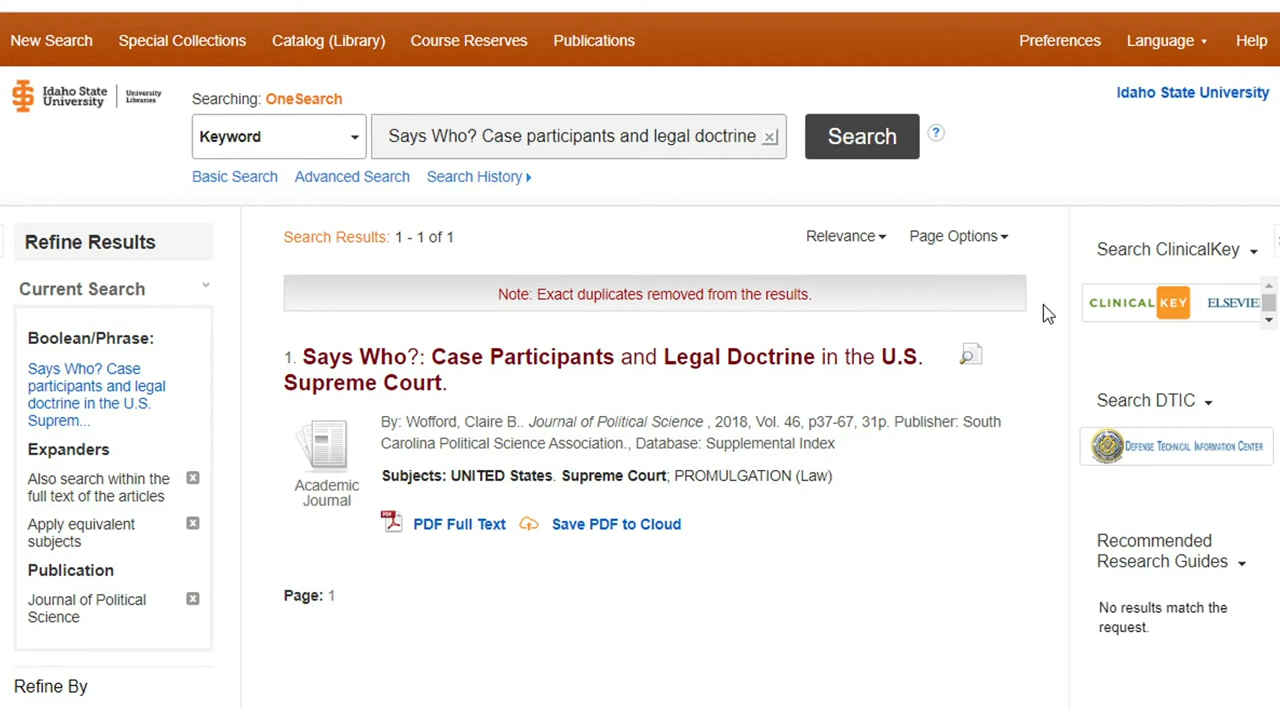 New Search Special Collections Catalog (Library) Course Reserves Publications Preferences Language Help
Idaho State University
University Libraries
Searching: OneSearch
Idaho State University
Keyword
Says Who? Case participants and legal doctrine
Search
?
Basic Search Advanced Search Search History
Refine Results
Current Search
Boolean/Phrase:
Says Who? Case
participants and legal
doctrine in the U.S.
Suprem...
Expanders
Also search within the
full text of the articles
Apply equivalent
subjects
Publication
Journal of Political
Science
Refine By
Search Results: 1 - 1 of 1
Relevance Page Options
Note: Exact duplicates removed from the results.
1. Says Who?: Case Participants and Legal Doctrine in the U.S.
Supreme Court.
Academic
Journal
By: Wofford, Claire B.. Journal of Political Science , 2018, Vol. 46, p37-67, 31p. Publisher: South
Carolina Political Science Association., Database: Supplemental Index
Subjects: UNITED States. Supreme Court; PROMULGATION (Law)
PDF
PDF Full Text Save PDF to Cloud
Page: 1
Search ClinicalKey
CLINICAL KEY ELSEVIE
Search DTIC
DEFENSE TECHNICAL INFORMATION CENTER
Recommended
Research Guides
No results match the
request.